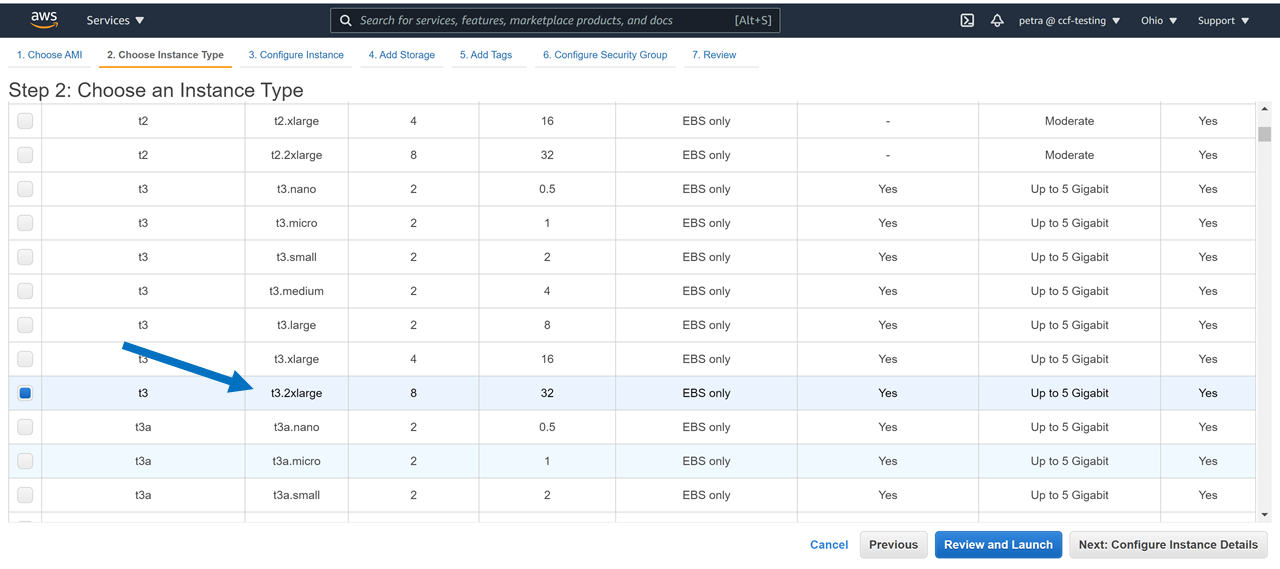 aws Services Search for services, features, marketplace products, and docs [Alt+S] petra @ ccf-testing Ohio Support
1. Choose AMI 2. Choose Instance Type 3. Configure Instance 4. Add Storage 5. Add Tags 6. Configure Security Group 7. Review
Step 2: Choose an Instance Type
t2 t2.xlarge 4 16 EBS only - Moderate Yes
t2 t2.2xlarge 8 32 EBS only - Moderate Yes
t3 t3.nano 2 0.5 EBS only Yes Up to 5 Gigabit Yes
t3 t3.micro 2 1 EBS only Yes Up to 5 Gigabit Yes
t3 t3.small 2 2 EBS only Yes Up to 5 Gigabit Yes
t3 t3.medium 2 4 EBS only Yes Up to 5 Gigabit Yes
t3 t3.large 2 8 EBS only Yes Up to 5 Gigabit Yes
t3 t3.xlarge 4 16 EBS only Yes Up to 5 Gigabit Yes
t3 t3.2xlarge 8 32 EBS only Yes Up to 5 Gigabit Yes
t3a t3a.nano 2 0.5 EBS only Yes Up to 5 Gigabit Yes
t3a t3a.micro 2 1 EBS only Yes Up to 5 Gigabit Yes
t3a t3a.small 2 2 EBS only Yes Up to 5 Gigabit Yes
Cancel Previous Review and Launch Next: Configure Instance Details